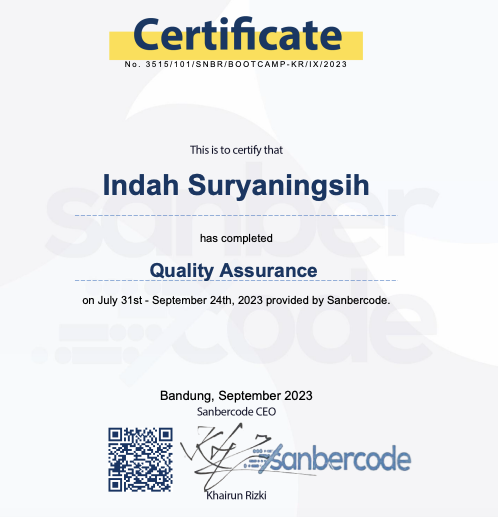 Certificate
No. 3515/101/SNBR/BOOTCAMP-KR/IX/2023
This is to certify that
Indah Suryaningsih
has completed
Quality Assurance
on July 31st - September 24th, 2023 provided by Sanbercode.
sanber
code
Bandung, September 2023
Sanbercode CEO
sanbercode
Khairun Rizki